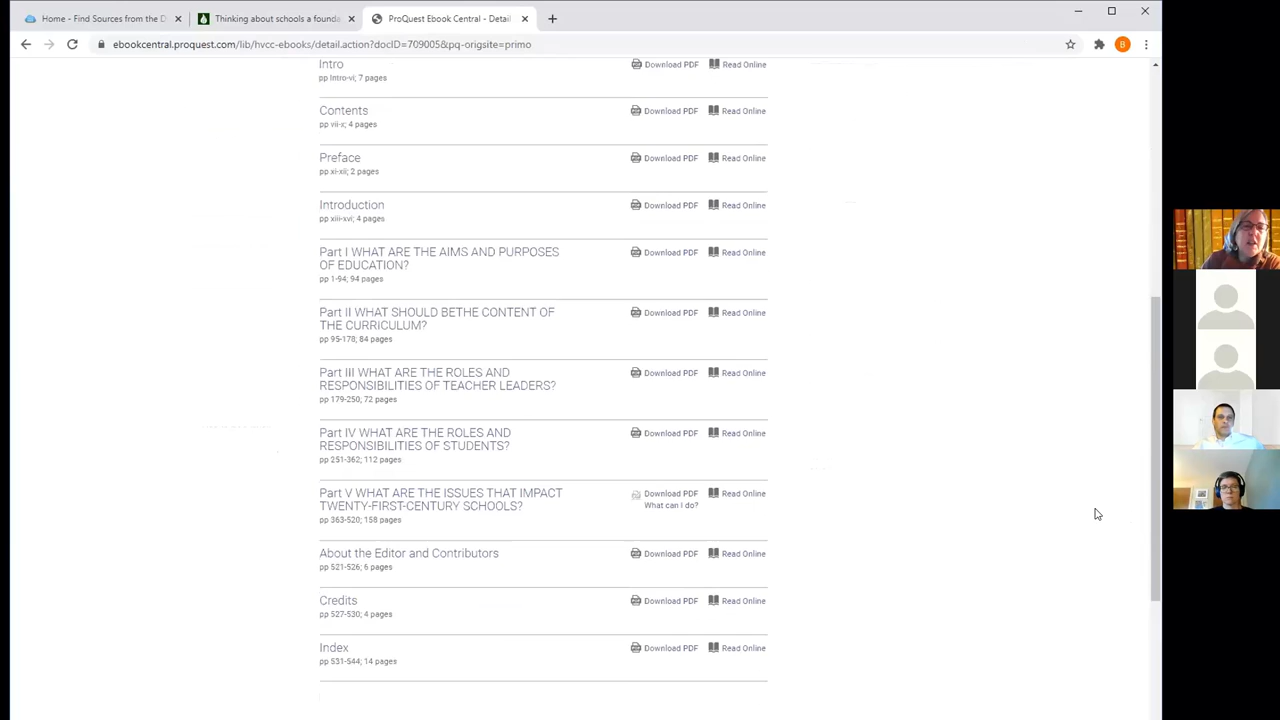 Home - Find Sources from the D
Thinking about schools a founda
ProQuest Ebook Central - Detail
ebookcentral.proquest.com/lib/hvcc-ebooks/detail.action?docID=709005&pq-origsite=primo
B
Intro
Download PDF Read Online
pp Intro-vi; 7 pages
Contents
Download PDF Read Online
pp vii-x; 4 pages
Preface
Download PDF Read Online
pp xi-xii; 2 pages
Introduction
Download PDF Read Online
pp xiii-xvi; 4 pages
Part I WHAT ARE THE AIMS AND PURPOSES
OF EDUCATION?
Download PDF Read Online
pp 1-94; 94 pages
Part II WHAT SHOULD BETHE CONTENT OF
THE CURRICULUM?
Download PDF Read Online
pp 95-178; 84 pages
Part III WHAT ARE THE ROLES AND
RESPONSIBILITIES OF TEACHER LEADERS?
Download PDF Read Online
pp 179-250; 72 pages
Part IV WHAT ARE THE ROLES AND
RESPONSIBILITIES OF STUDENTS?
Download PDF Read Online
pp 251-362; 112 pages
Part V WHAT ARE THE ISSUES THAT IMPACT
TWENTY-FIRST-CENTURY SCHOOLS?
Download PDF Read Online
What can I do?
pp 363-520; 158 pages
About the Editor and Contributors
Download PDF Read Online
pp 521-526; 6 pages
Credits
Download PDF Read Online
pp 527-530; 4 pages
Index
Download PDF Read Online
pp 531-544; 14 pages